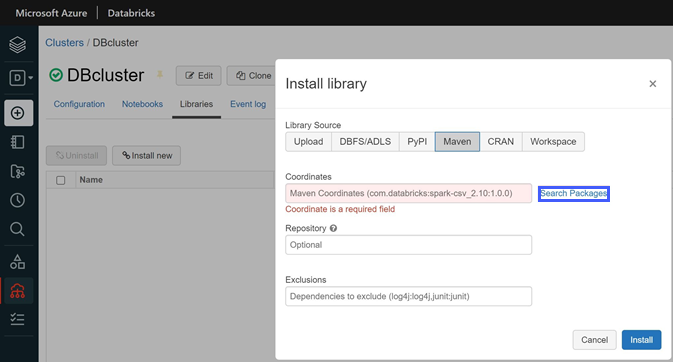 Microsoft Azure | Databricks
Clusters / DBcluster
D
DBcluster
Edit
Clone
Configuration Notebooks Libraries Event log
Uninstall
Install new
Name
Install library
×
Library Source
Upload DBFS/ADLS PyPI Maven CRAN Workspace
Coordinates
Maven Coordinates (com.databricks:spark-csv_2.10:1.0.0)
Search Packages
Coordinate is a required field
Repository ?
Optional
Exclusions
Dependencies to exclude (log4j:log4j,junit:junit)
Cancel
Install